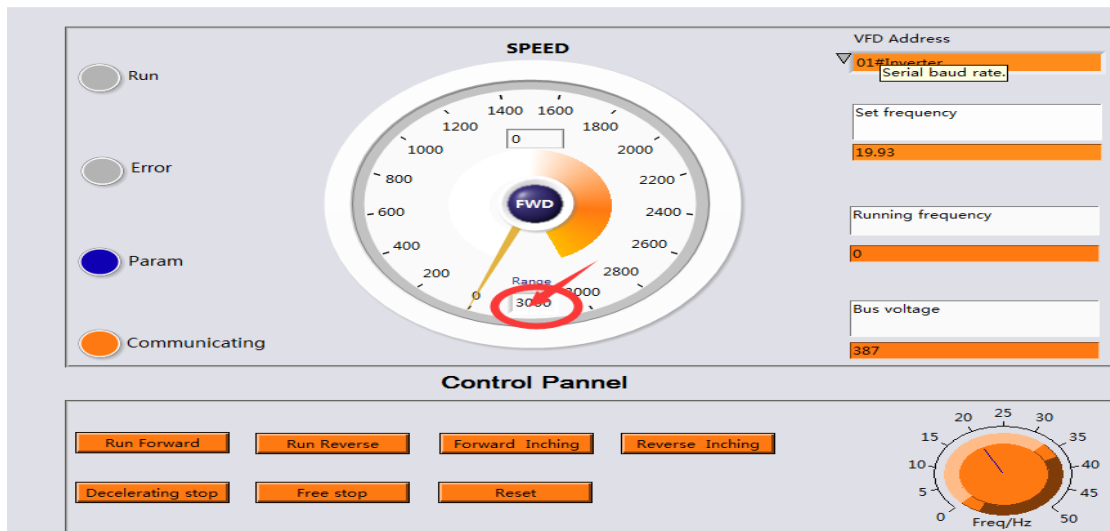 SPEED
Run
Error
Param
Communicating
0
200
400
600
800
1000
1200
1400
1600
1800
2000
2200
2400
2600
2800
3000
0
FWD
Range
3000
VFD Address
01#Inverter
Serial baud rate.
Set frequency
19.93
Running frequency
0
Bus voltage
387
Control Pannel
Run Forward
Run Reverse
Forward Inching
Reverse Inching
Decelerating stop
Free stop
Reset
0
5
10
15
20
25
30
35
40
45
50
Freq/Hz